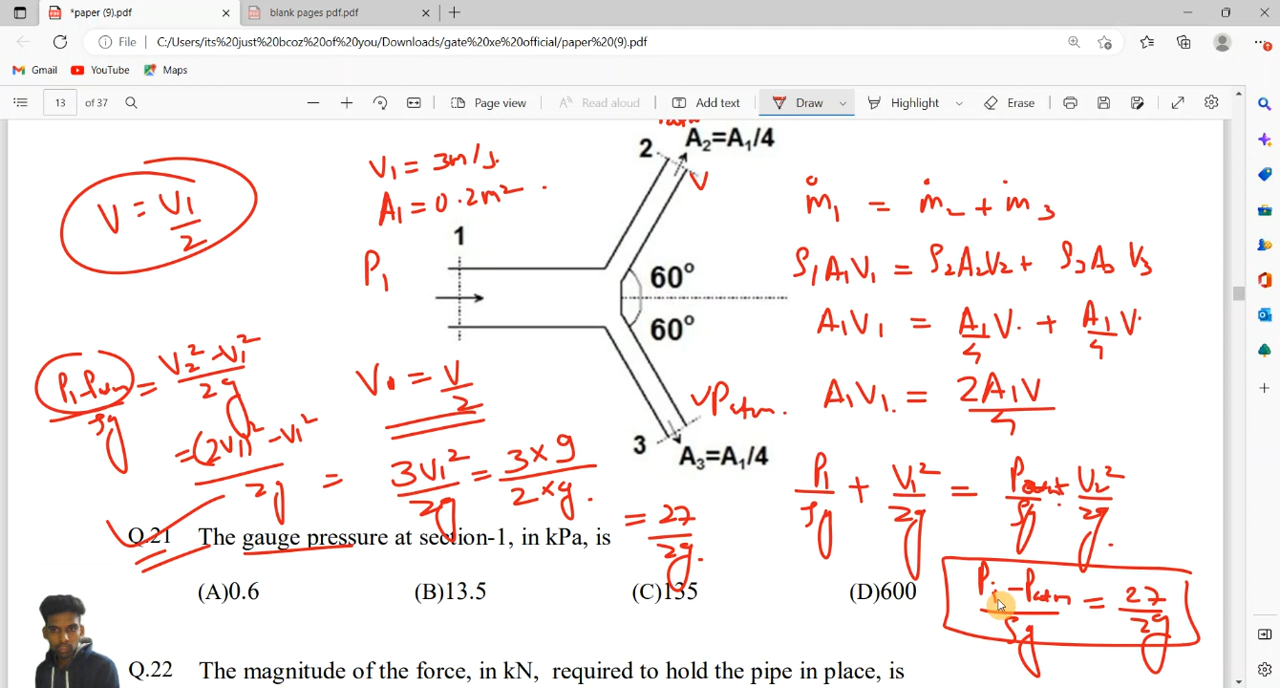 *paper (9).pdf
blank pages pdf.pdf
File
C:/Users/its%20just%20bcoz%20of%20you/Downloads/gate%20xe%20official/paper%20(9).pdf
Gmail
YouTube
Maps
13 of 37
Page view
Read aloud
Add text
Draw
Highlight
Erase
V = V1/2
V1 = 3m/s.
A1 = 0.2m2
P1
1
2
A2=A1/4
V
60°
60°
3
A3=A1/4
V Patm.
ṁ1 = ṁ2 + ṁ3
ρ1A1V1 = ρ2A2V2 + ρ3A3 V3
A1V1 = A1/4 V + A1/4 V
A1V1 = 2A1V/4
(P1-Patm)/ρg = (V2² - V1²)/2g
= ((2V1)² - V1²)/2g = 3V1²/2g = (3×9)/(2×g)
= 27/2g.
V1 = V/2
P1/ρg + V1²/2g = Patm/ρg + V2²/2g
(P1 - Patm)/ρg = 27/2g
Q.21 The gauge pressure at section-1, in kPa, is
(A)0.6 (B)13.5 (C)135 (D)600
Q.22 The magnitude of the force, in kN, required to hold the pipe in place, is